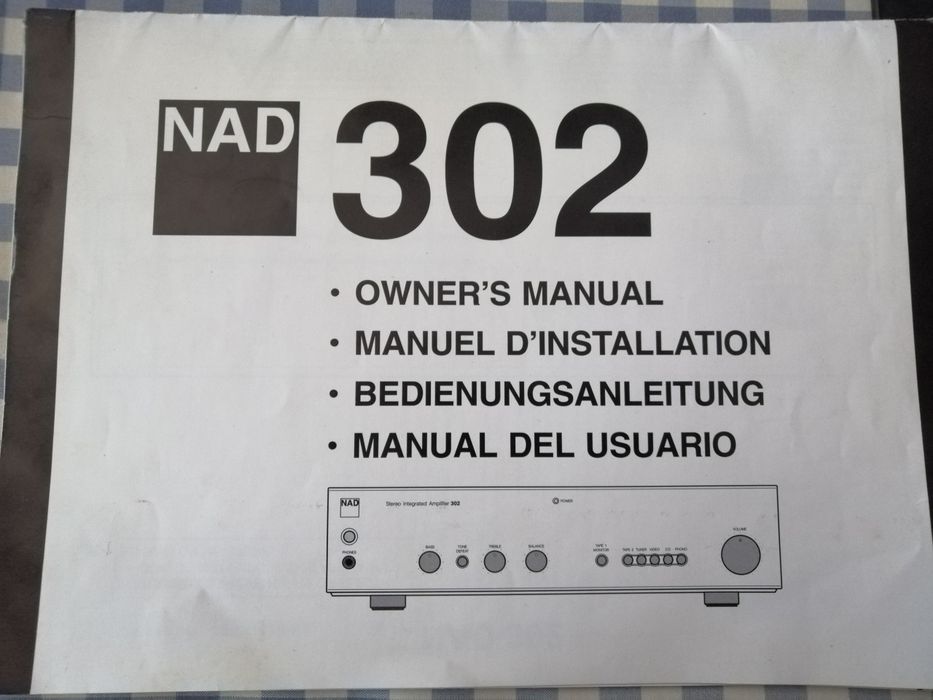 NAD 302
• OWNER'S MANUAL
• MANUEL D'INSTALLATION
• BEDIENUNGSANLEITUNG
• MANUAL DEL USUARIO
NAD Stereo Integrated Amplifier 302 POWER
PHONES BASS TONE DEFEAT TREBLE BALANCE TAPE 1 MONITOR TAPE 2 TUNER VIDEO CD PHONO VOLUME